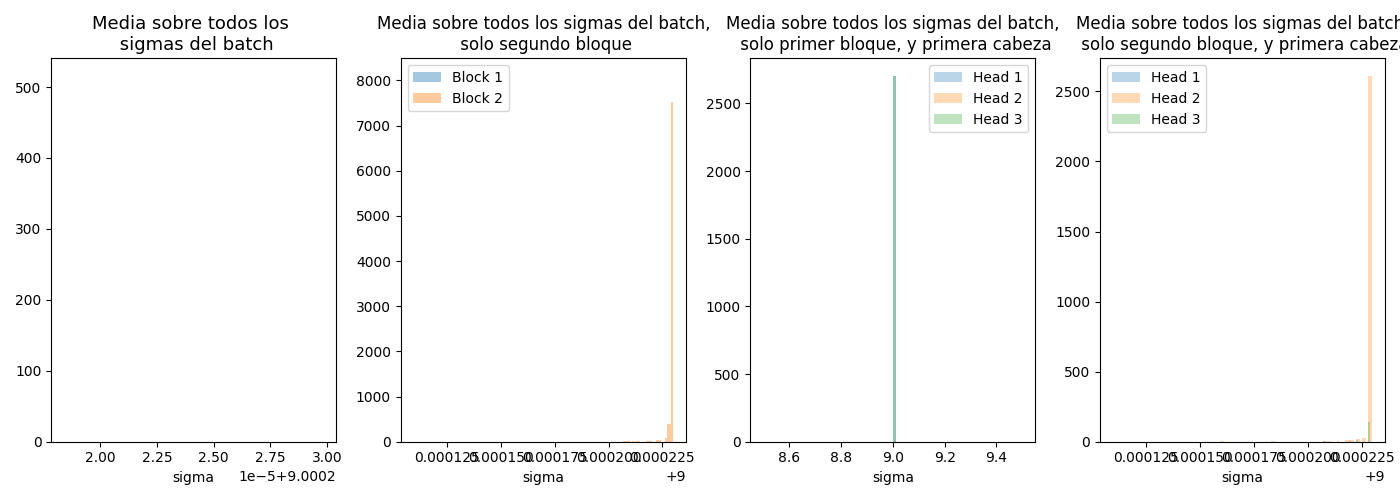 Media sobre todos los
sigmas del batch
500
400
300
200
100
0
2.00 2.25 2.50 2.75 3.00
sigma
1e−5+9.0002
Media sobre todos los sigmas del batch,
solo segundo bloque
Block 1
Block 2
8000
7000
6000
5000
4000
3000
2000
1000
0
0.000125 0.000150 0.000175 0.000200 0.000225
sigma
+9
Media sobre todos los sigmas del batch,
solo primer bloque, y primera cabeza
Head 1
Head 2
Head 3
2500
2000
1500
1000
500
0
8.6 8.8 9.0 9.2 9.4
sigma
Media sobre todos los sigmas del batch
solo segundo bloque, y primera cabeza
Head 1
Head 2
Head 3
2500
2000
1500
1000
500
0
0.000125 0.000150 0.000175 0.000200 0.000225
sigma
+9